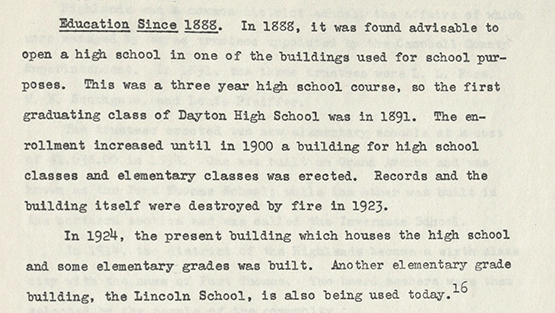 Education Since 1888. In 1888, it was found advisable to
open a high school in one of the buildings used for school pur-
poses. This was a three year high school course, so the first
graduating class of Dayton High School was in 1891. The en-
rollment increased until in 1900 a building for high school
classes and elementary classes was erected. Records and the
building itself were destroyed by fire in 1923.
In 1924, the present building which houses the high school
and some elementary grades was built. Another elementary grade
building, the Lincoln School, is also being used today.16